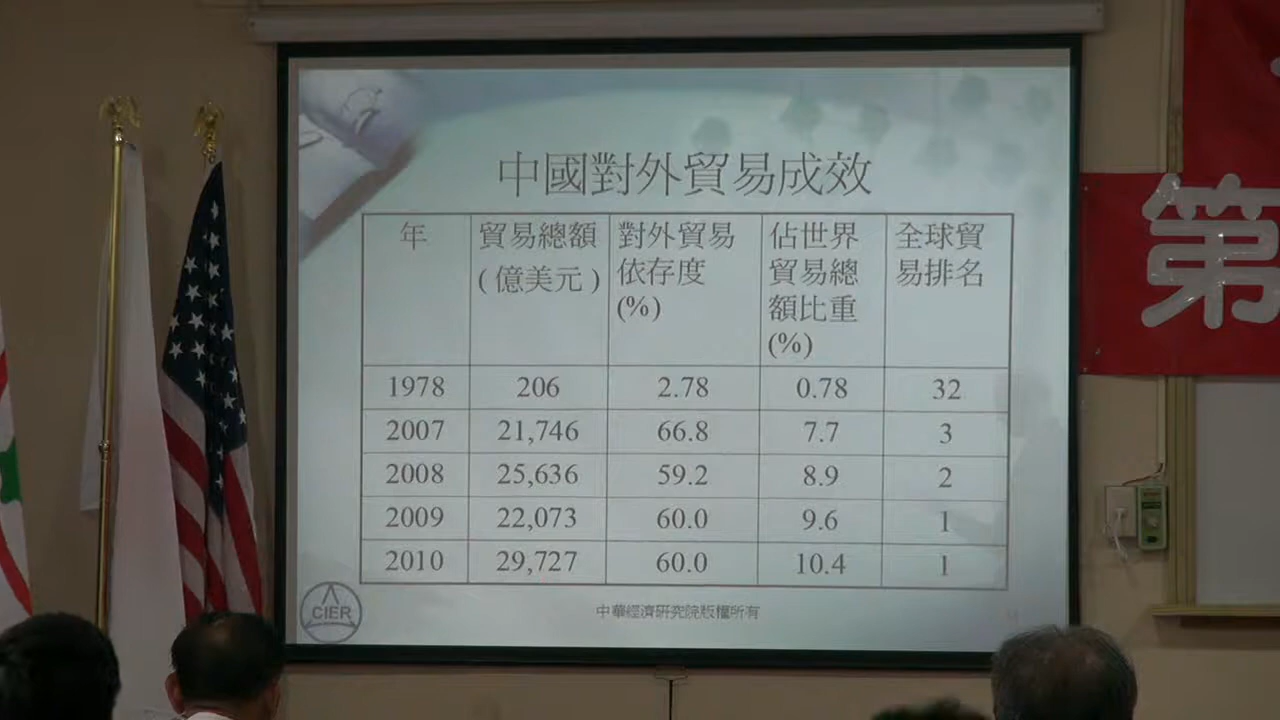 中國對外貿易成效
年 貿易總額 (億美元) 對外貿易依存度 (%) 佔世界貿易總額比重 (%) 全球貿易排名
1978 206 2.78 0.78 32
2007 21,746 66.8 7.7 3
2008 25,636 59.2 8.9 2
2009 22,073 60.0 9.6 1
2010 29,727 60.0 10.4 1
CIER
中華經濟研究院版權所有
第